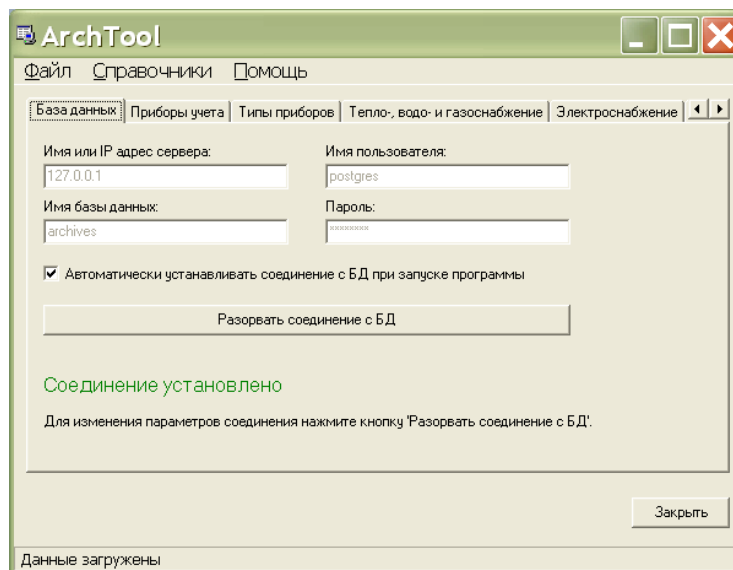 ArchTool
Файл Справочники Помощь
База данных Приборы учета Типы приборов Тепло-, водо- и газоснабжение Электроснабжение
Имя или IP адрес сервера: Имя пользователя:
127.0.0.1 postgres
Имя базы данных: Пароль:
archives ********
Автоматически устанавливать соединение с БД при запуске программы
Разорвать соединение с БД
Соединение установлено
Для изменения параметров соединения нажмите кнопку 'Разорвать соединение с БД'.
Закрыть
Данные загружены